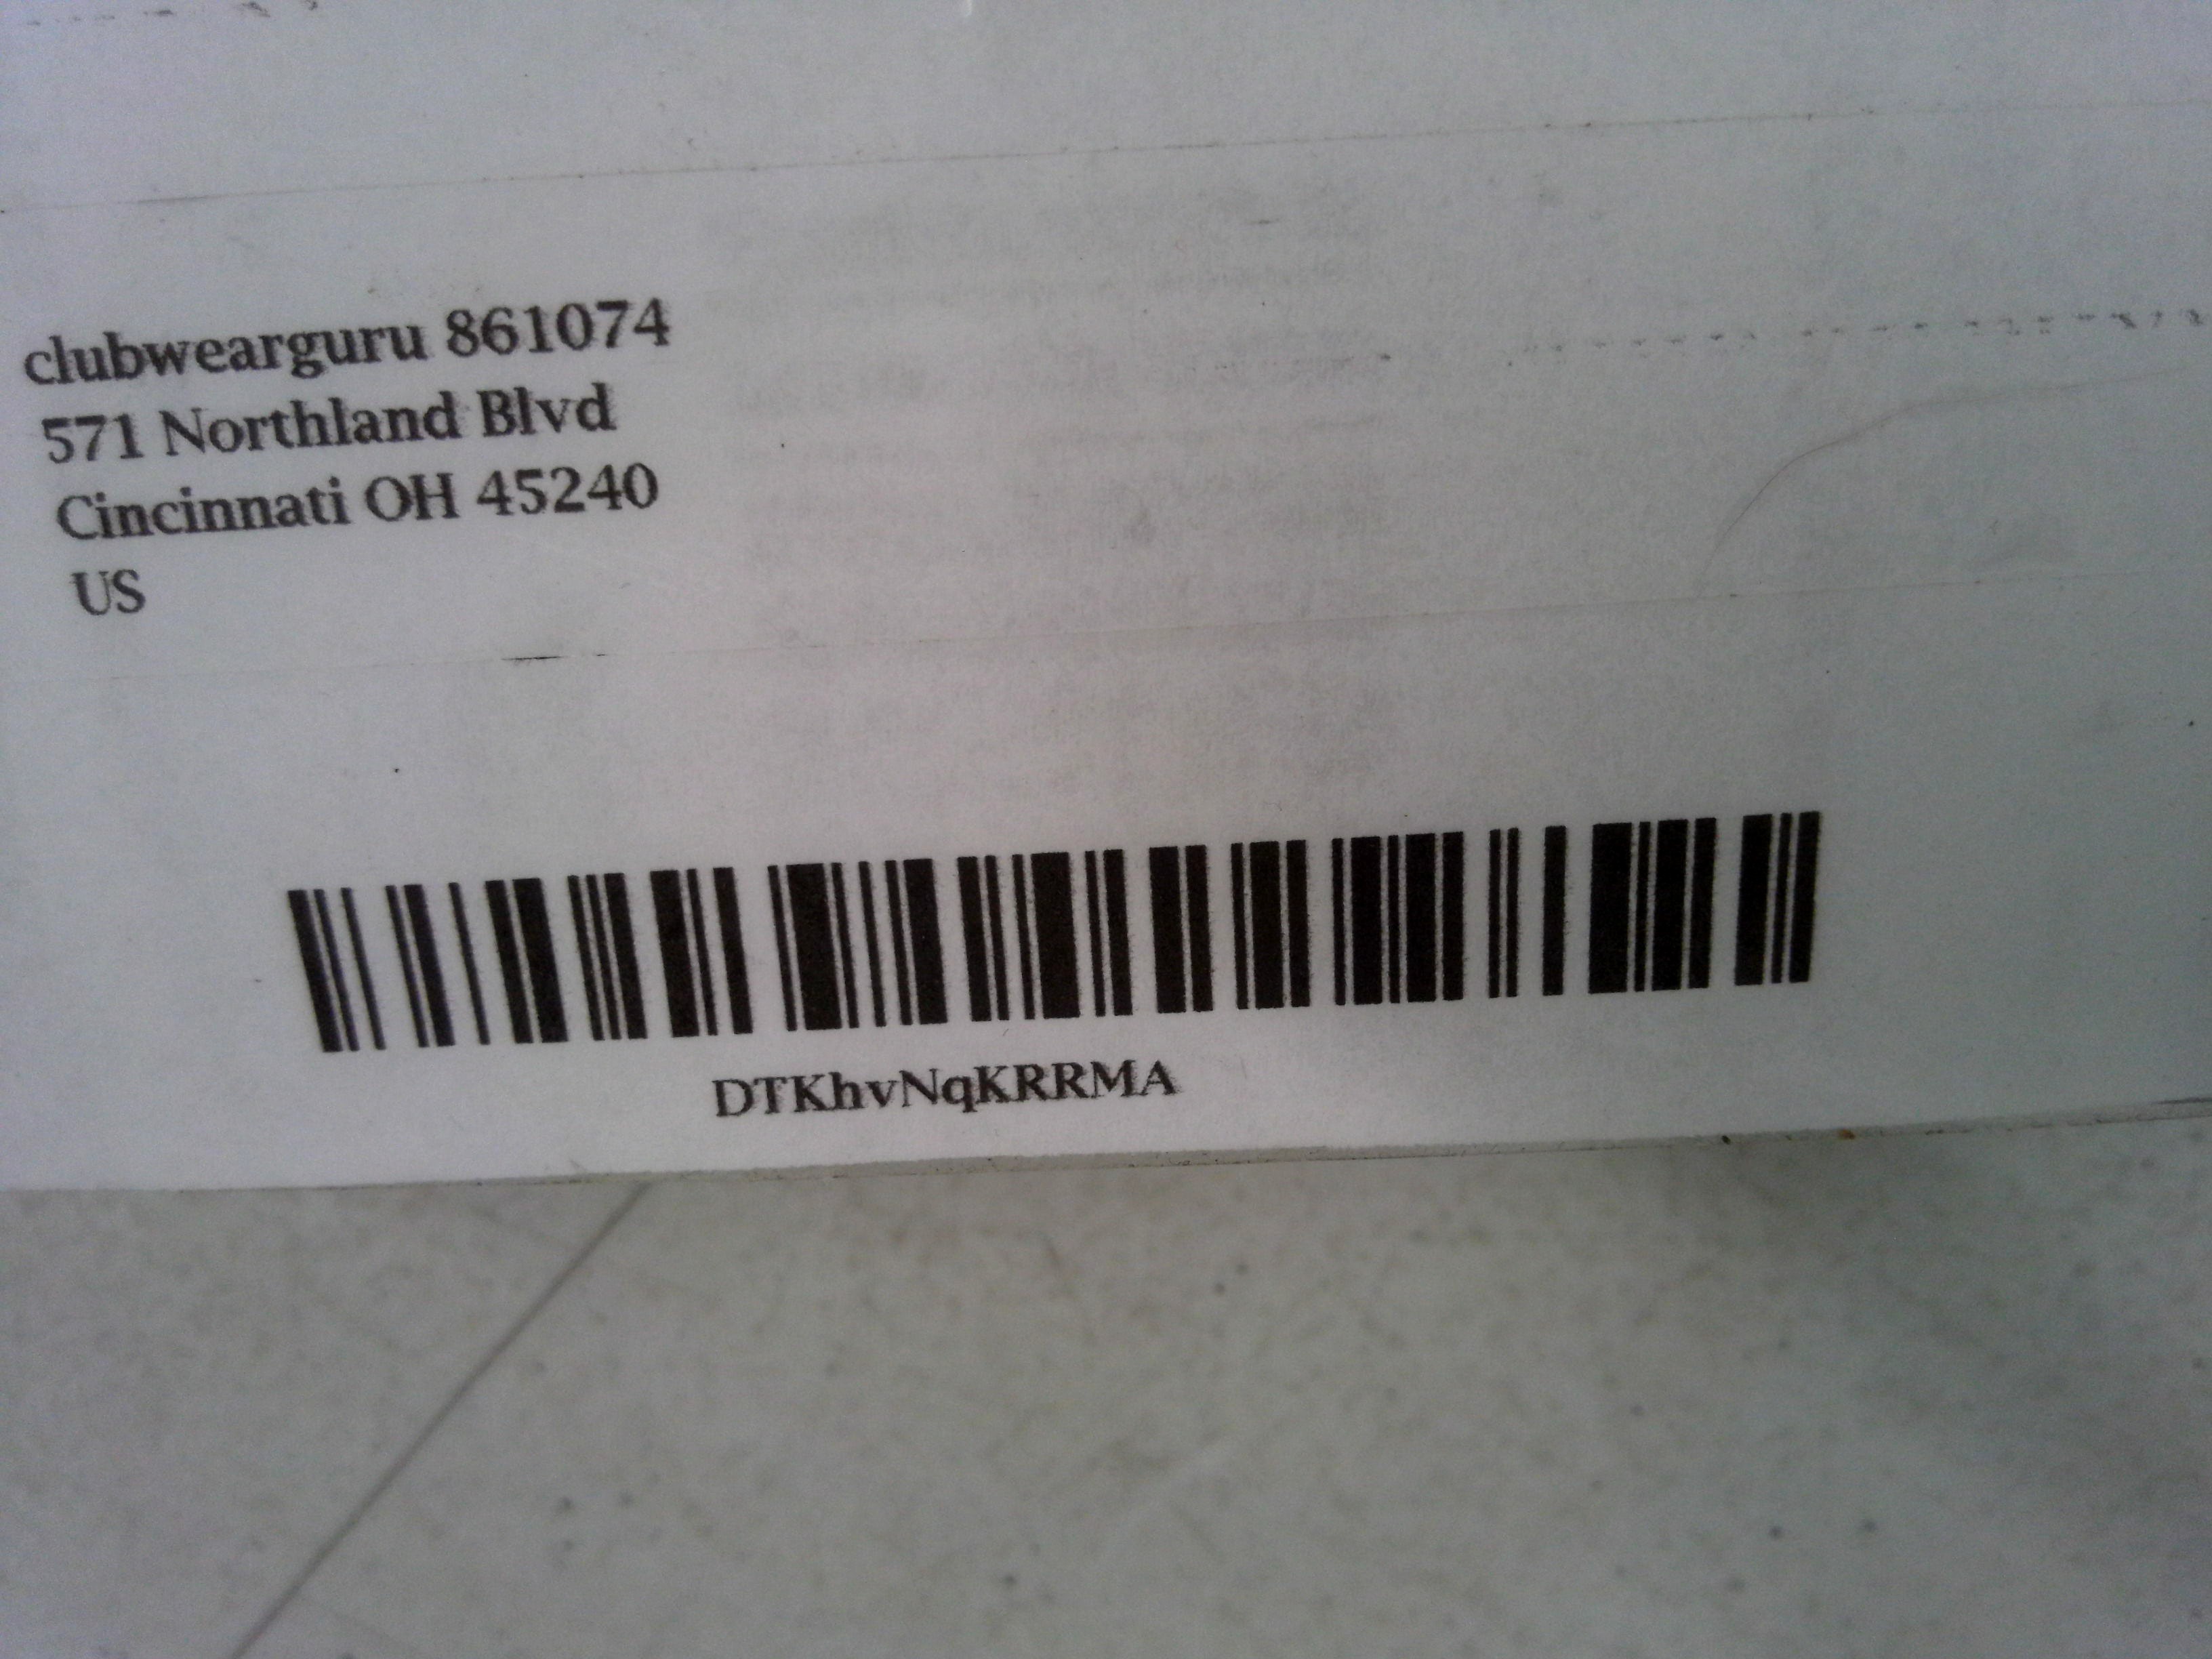 clubwearguru 861074
571 Northland Blvd
Cincinnati OH 45240
US
DTKhvNqKRRMA